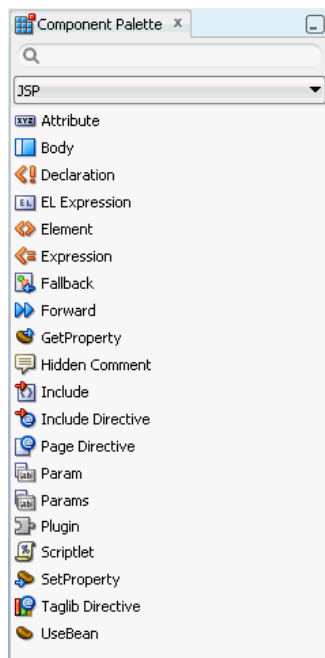 Component Palette
JSP
Attribute
Body
Declaration
EL Expression
Element
Expression
Fallback
Forward
GetProperty
Hidden Comment
Include
Include Directive
Page Directive
Param
Params
Plugin
Scriptlet
SetProperty
Taglib Directive
UseBean